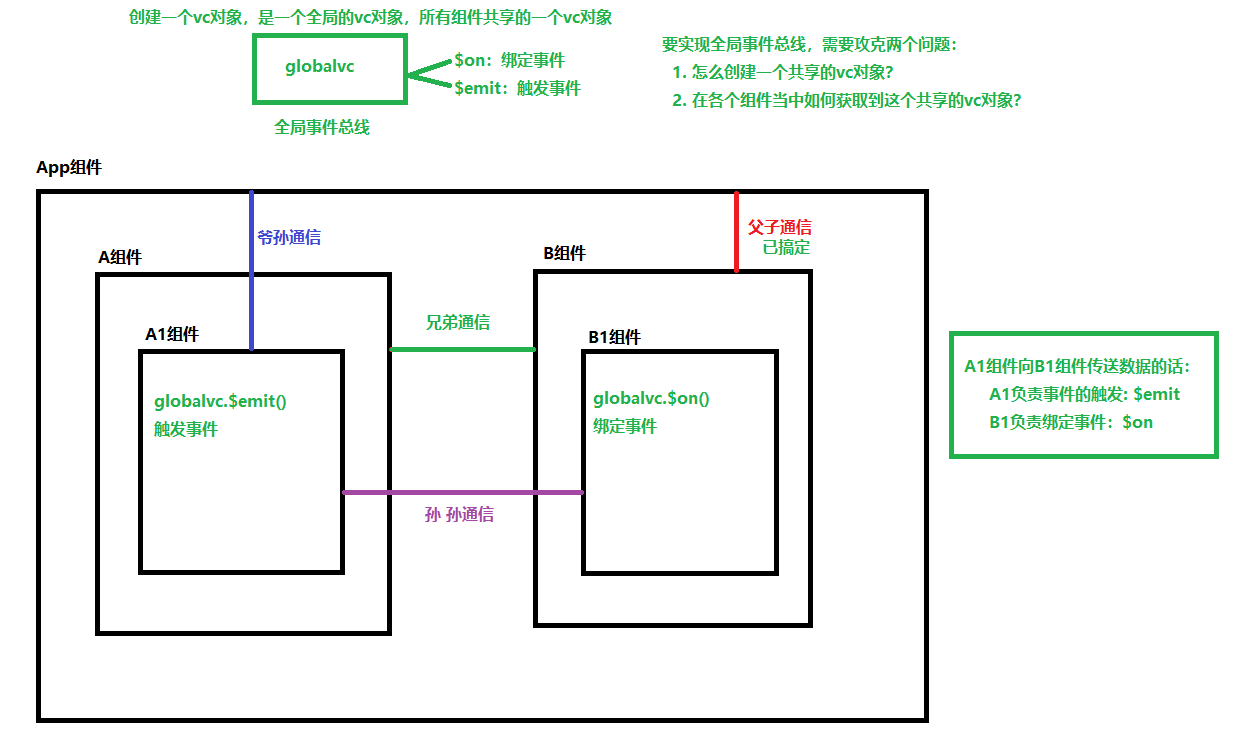 创建一个vc对象，是一个全局的vc对象，所有组件共享的一个vc对象
globalvc
$on：绑定事件
$emit：触发事件
全局事件总线
要实现全局事件总线，需要攻克两个问题：
1. 怎么创建一个共享的vc对象？
2. 在各个组件当中如何获取到这个共享的vc对象？
App组件
爷孙通信
父子通信
已搞定
A组件
B组件
A1组件
兄弟通信
B1组件
globalvc.$emit()
触发事件
globalvc.$on()
绑定事件
孙 孙通信
A1组件向B1组件传送数据的话：
A1负责事件的触发: $emit
B1负责绑定事件：$on